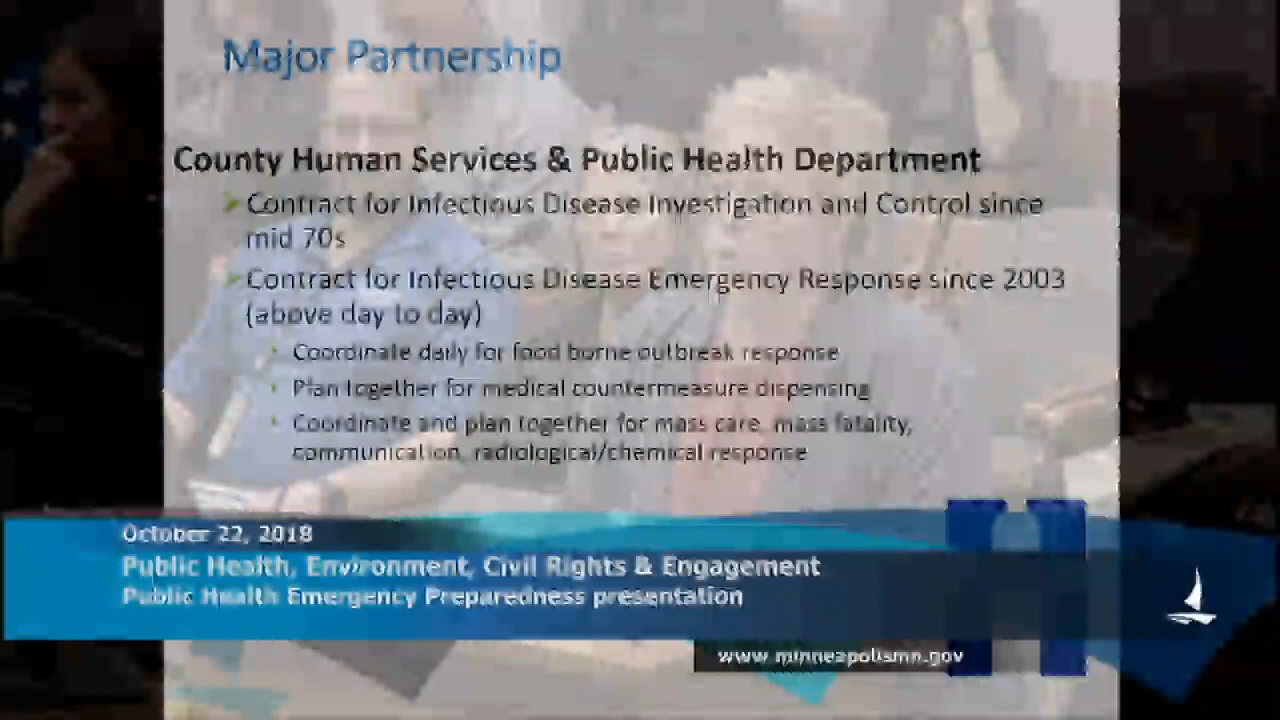 Major Partnership
County Human Services & Public Health Department
Contract for Infectious Disease Investigation and Control since
mid 70s
Contract for Infectious Disease Emergency Response since 2003
(above day to day)
Coordinate daily for food borne outbreak response
Plan together for medical countermeasure dispensing
Coordinate and plan together for mass care, mass fatality,
communication, radiological/chemical response
October 22, 2018
Public Health, Environment, Civil Rights & Engagement
Public Health Emergency Preparedness presentation
www.minneapolismn.gov